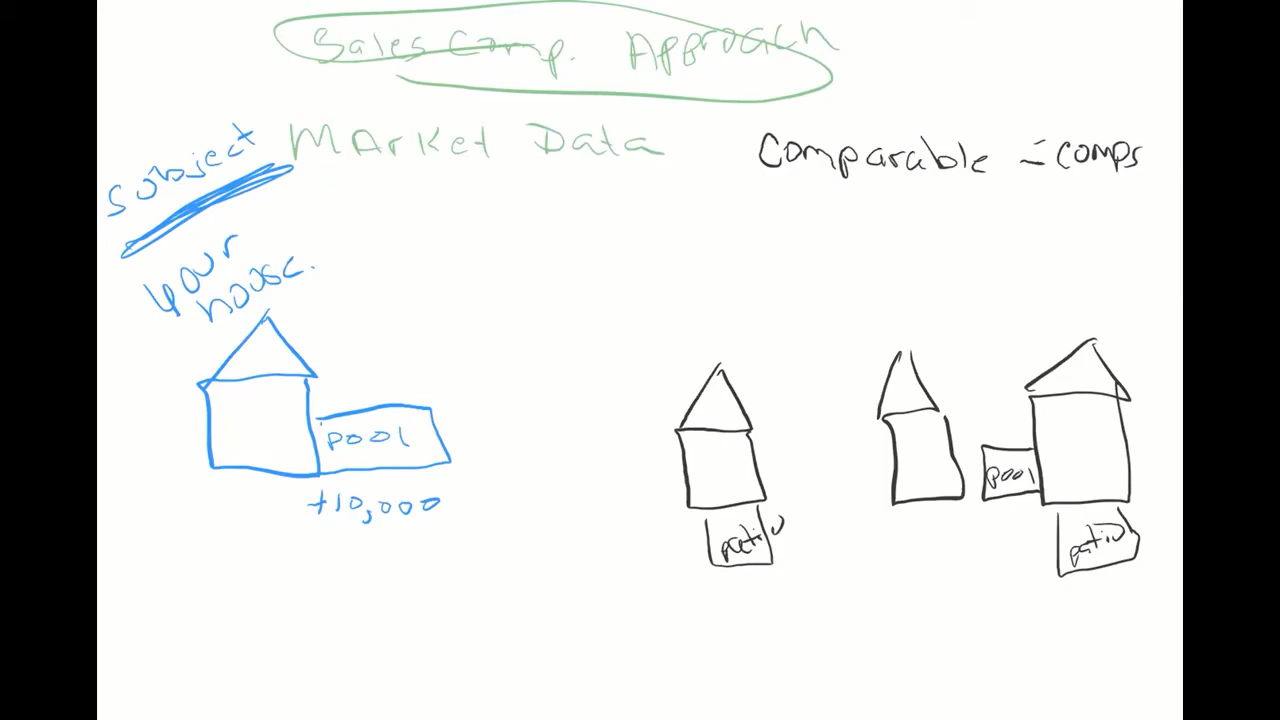 Sales Comp. Approach
Market Data
Comparable = comps
subject
your
house.
pool
+10,000
patio
pool
patio